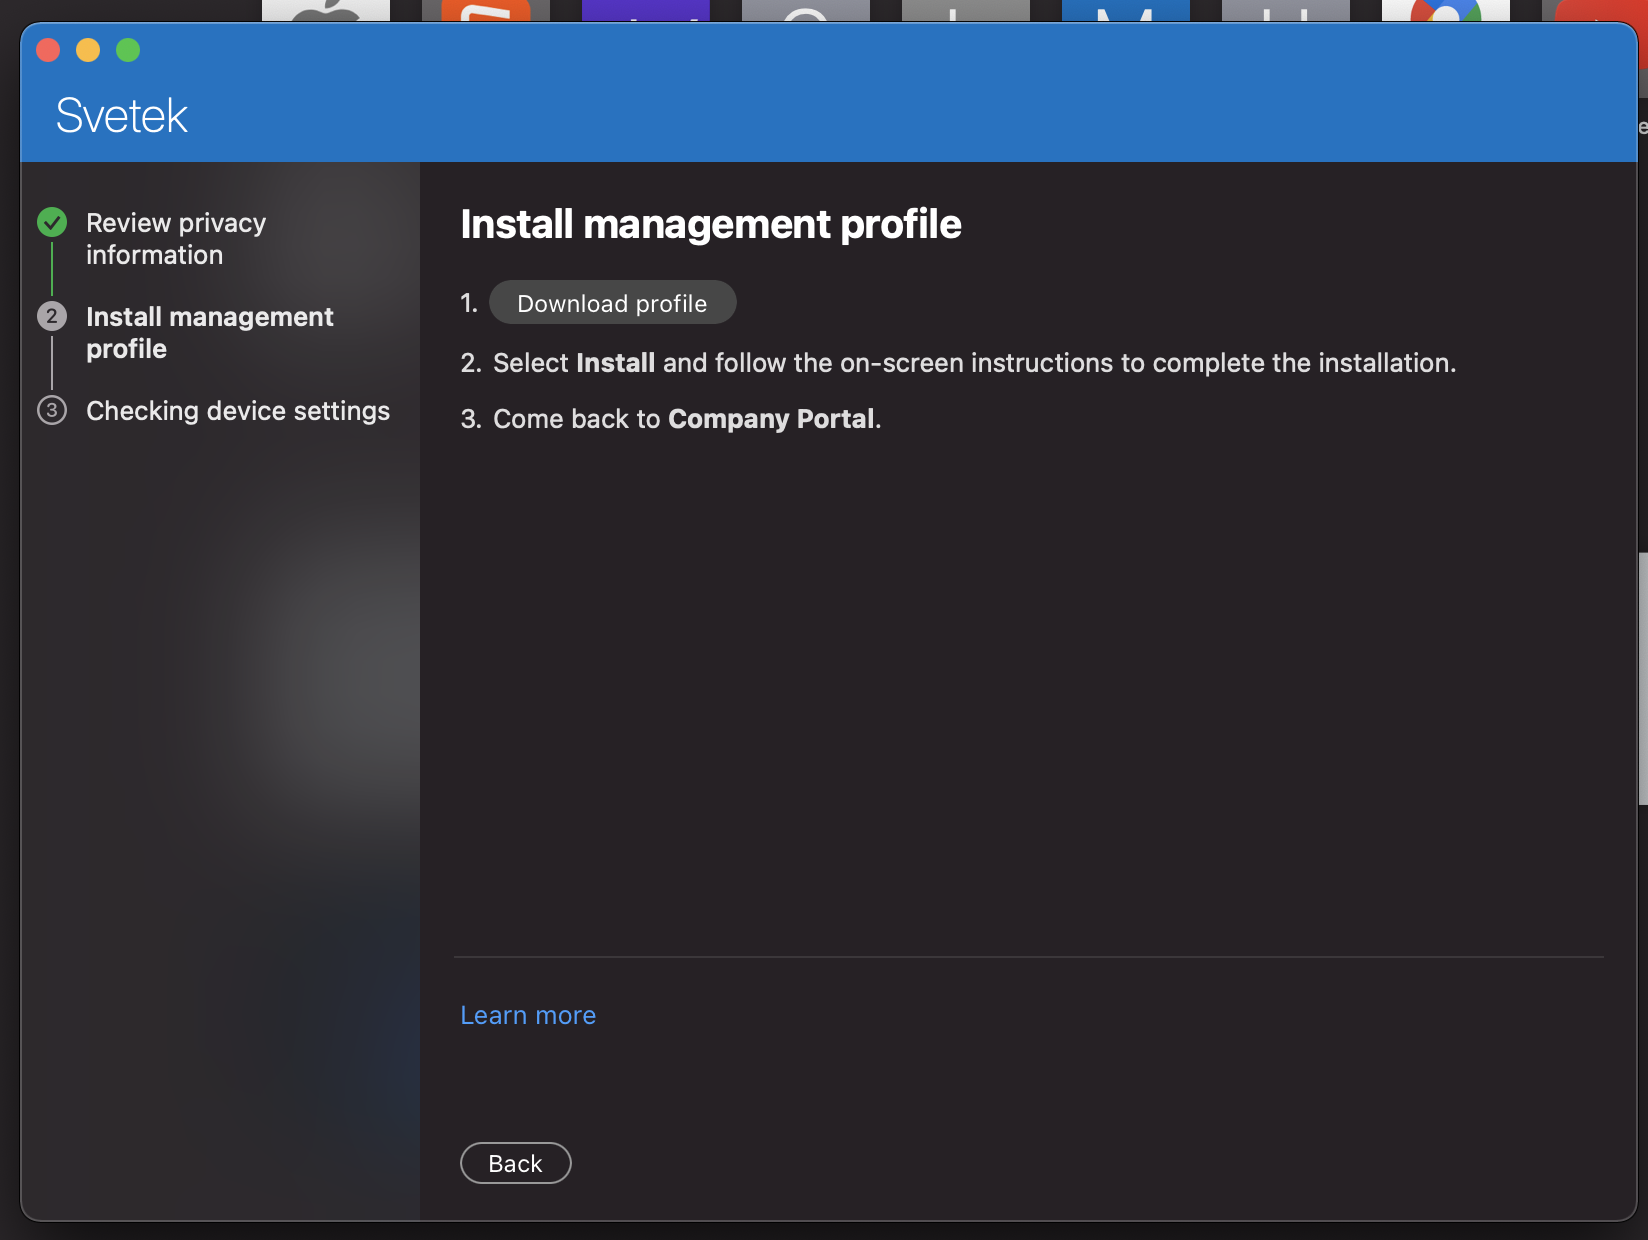 Svetek
Review privacy
information
2
Install management
profile
3
Checking device settings
Install management profile
1. Download profile
2. Select Install and follow the on-screen instructions to complete the installation.
3. Come back to Company Portal.
Learn more
Back